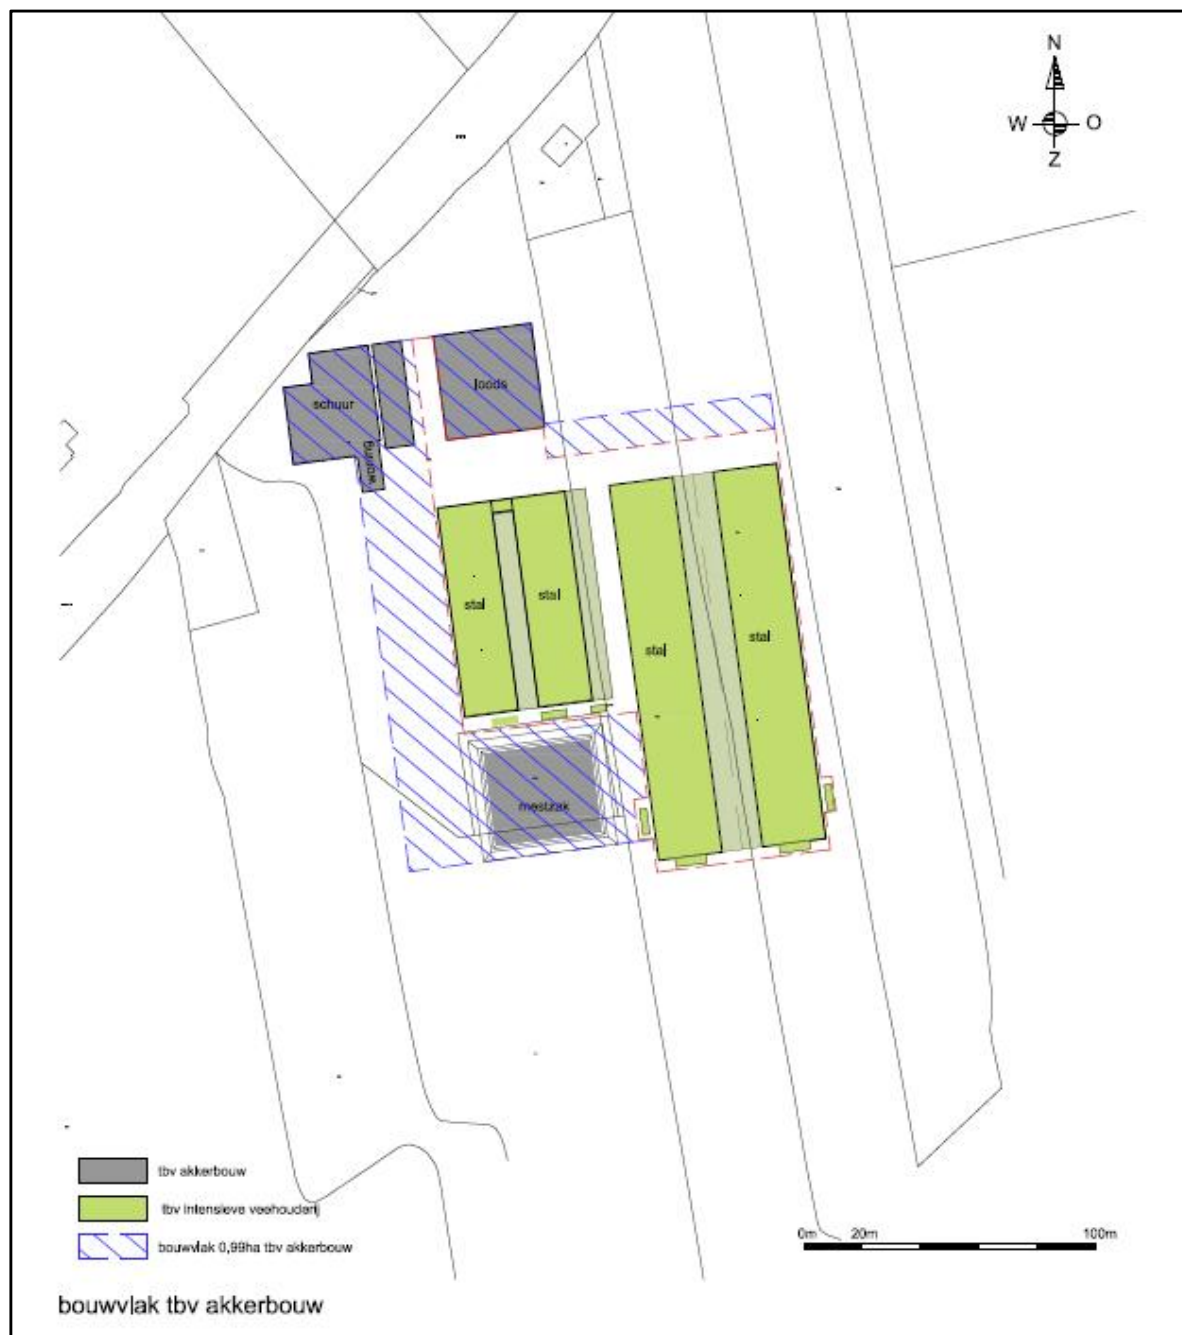 N
W O
Z
loods
schuur
woning
stal
stal
stal
stal
mestzak
tbv akkerbouw
tbv intensieve veehouderij
bouwvlak 0,99ha tbv akkerbouw
0m 20m 100m
bouwvlak tbv akkerbouw